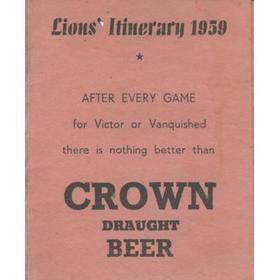 Lions' Itinerary 1959
AFTER EVERY GAME
for Victor or Vanquished
there is nothing better than
CROWN
DRAUGHT
BEER